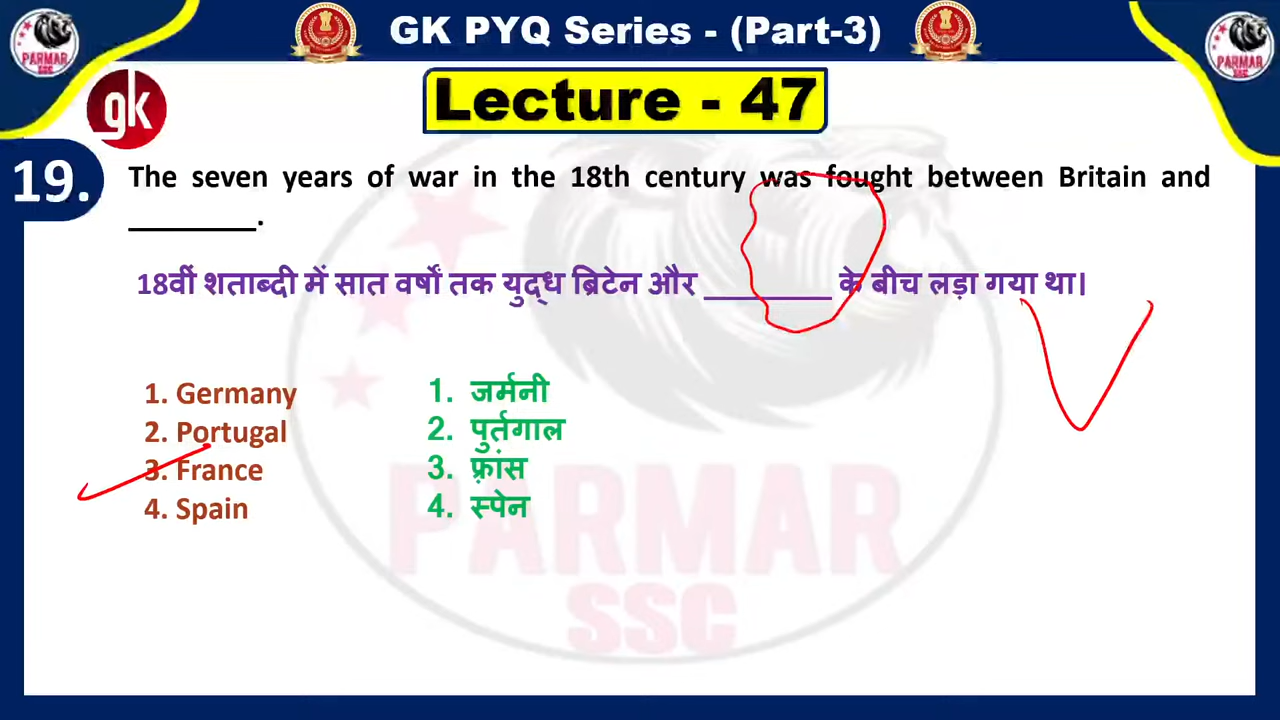 PARMAR
SSC
GK PYQ Series - (Part-3)
PARMAR
SSC
gk
Lecture - 47
19.
The seven years of war in the 18th century was fought between Britain and
________.
18वीं शताब्दी में सात वर्षों तक युद्ध ब्रिटेन और ________ के बीच लड़ा गया था।
1. Germany
2. Portugal
3. France
4. Spain
1. जर्मनी
2. पुर्तगाल
3. फ़्रांस
4. स्पेन
PARMAR
SSC